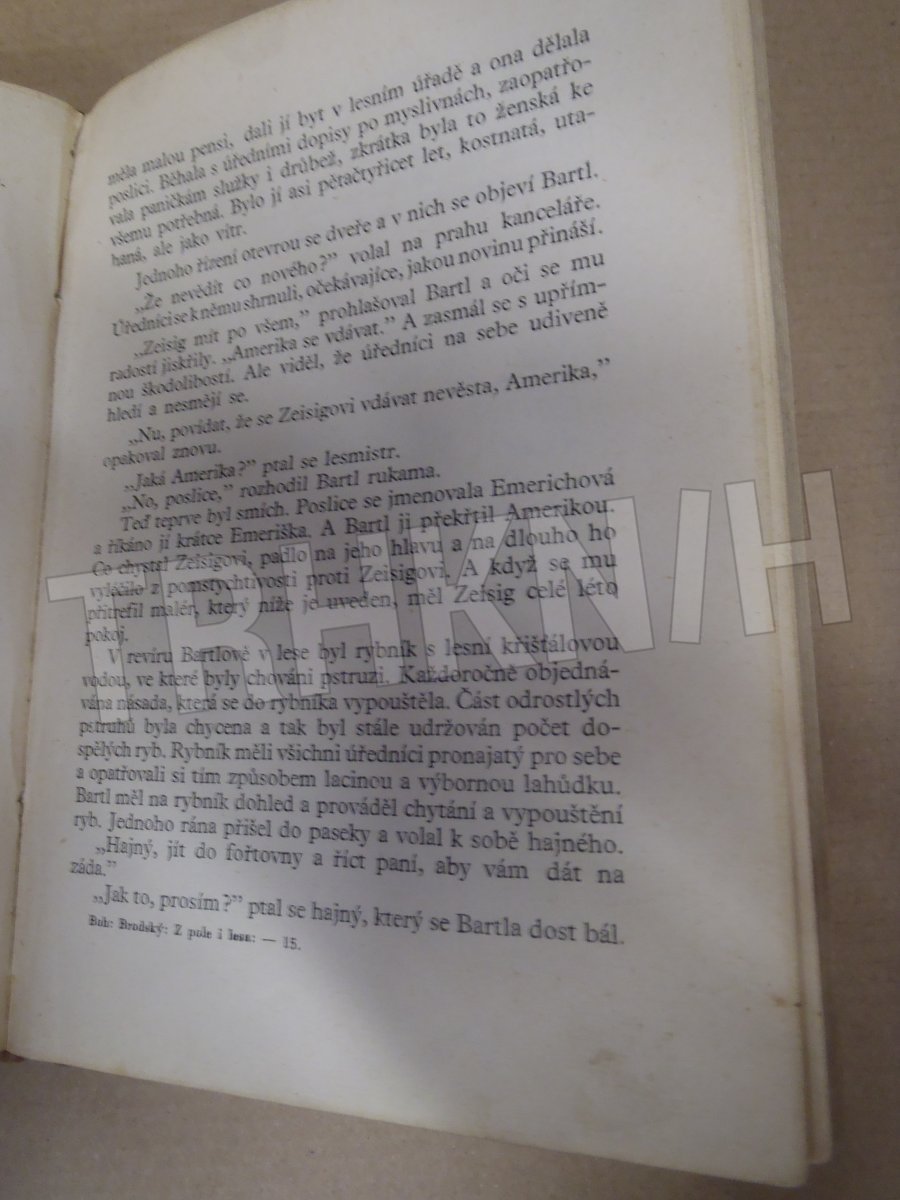 měla malou pensi, dali jí byt v lesním úřadě a ona dělala
poslici. Běhala s úředními dopisy po myslivnách, zaopatřo-
vala paničkám služky i drůbež, zkrátka byla to ženská ke
všemu potřebná. Bylo jí asi pětačtyřicet let, kostnatá, uta-
haná, ale jako vítr.
Jednoho řízení otevrou se dveře a v nich se objeví Bartl.
„Že nevědít co nového?” volal na prahu kanceláře.
Úředníci se k němu shrnuli, očekávajíce, jakou novinu přináší.
„Zeisig mít po všem,” prohlašoval Bartl a oči se mu
radostí jiskřily. „Amerika se vdávat.” A zasmál se s upřím-
nou škodolibostí. Ale viděl, že úředníci na sebe udiveně
hledí a nesmějí se.
„Nu, povídat, že se Zeisigovi vdávat nevěsta, Amerika,”
opakoval znovu.
„Jaká Amerika?” ptal se lesmistr.
„No, poslice,” rozhodil Bartl rukama.
Teď teprve byl smích. Poslice se jmenovala Emerichová
a říkáno jí krátce Emeriška. A Bartl ji překřtil Amerikou.
Co chystal Zeisigovi, padlo na jeho hlavu a na dlouho ho
vyléčilo z pomstychtivosti proti Zeisigovi. A když se mu
přitrefil malér, který níže je uveden, měl Zeisig celé léto
pokoj.
V revíru Bartlově v lese byl rybník s lesní křišťálovou
vodou, ve které byly chováni pstruzi. Každoročně objedná-
vána násada, která se do rybníka vypouštěla. Část odrostlých
pstruhů byla chycena a tak byl stále udržován počet do-
spělých ryb. Rybník měli všichni úředníci pronajatý pro sebe
a opatřovali si tím způsobem lacinou a výbornou lahůdku.
Bartl měl na rybník dohled a prováděl chytání a vypouštění
ryb. Jednoho rána přišel do paseky a volal k sobě hajného.
„Hajný, jít do fořtovny a říct paní, aby vám dát na
záda.”
„Jak to, prosím?” ptal se hajný, který se Bartla dost bál.
Boh: Brodský: Z pole i lesa: — 15.